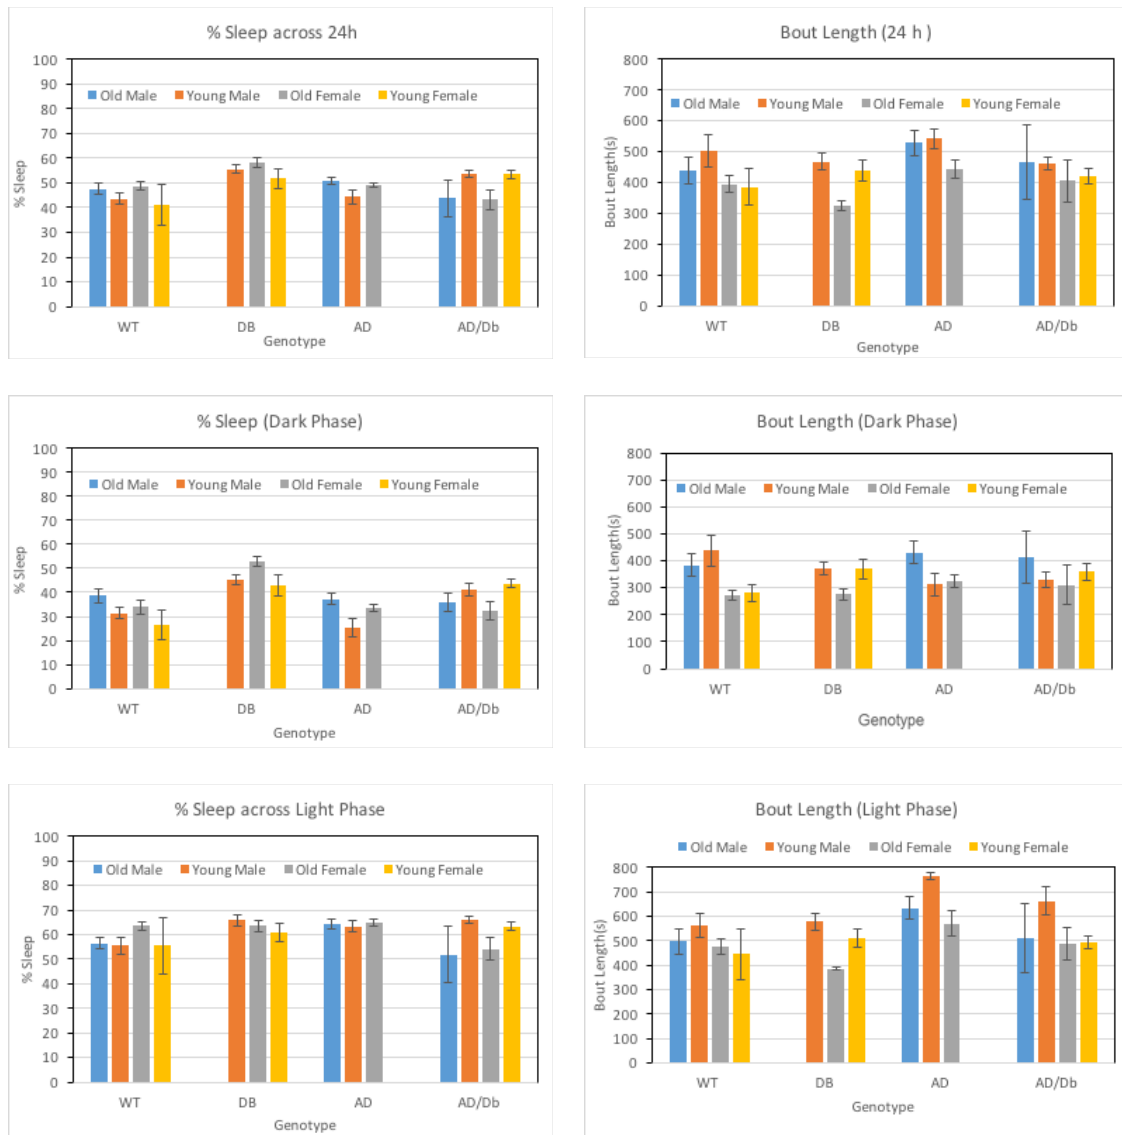 % Sleep across 24h
100
90
80
70
60
50
40
30
20
10
0
% Sleep
Old Male Young Male Old Female Young Female
WT DB AD AD/Db
Genotype
Bout Length (24 h )
800
700
600
500
400
300
200
100
0
Bout Length(s)
Old Male Young Male Old Female Young Female
WT DB AD AD/Db
Genotype
% Sleep (Dark Phase)
100
90
80
70
60
50
40
30
20
10
0
% Sleep
Old Male Young Male Old Female Young Female
WT DB AD AD/Db
Genotype
Bout Length (Dark Phase)
800
700
600
500
400
300
200
100
0
Bout Length(s)
Old Male Young Male Old Female Young Female
WT DB AD AD/Db
Genotype
% Sleep across Light Phase
100
90
80
70
60
50
40
30
20
10
0
% Sleep
Old Male Young Male Old Female Young Female
WT DB AD AD/Db
Genotype
Bout Length (Light Phase)
Old Male Young Male Old Female Young Female
800
700
600
500
400
300
200
100
0
Bout Length(s)
WT DB AD AD/Db
Genotype